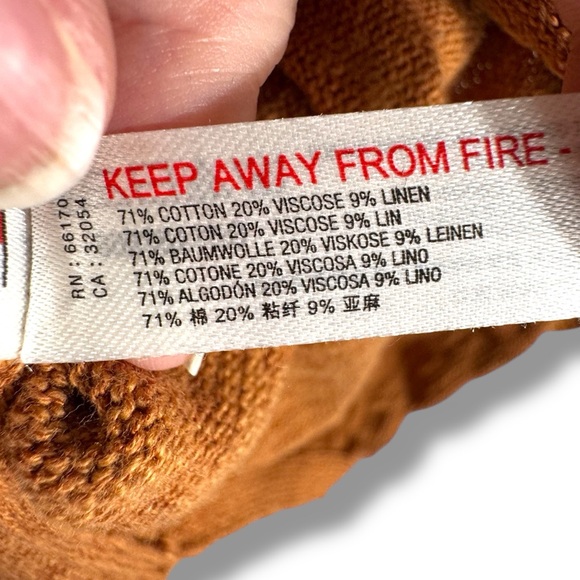 KEEP AWAY FROM FIRE -
71% COTTON 20% VISCOSE 9% LINEN
71% COTON 20% VISCOSE 9% LIN
71% BAUMWOLLE 20% VISKOSE 9% LEINEN
71% COTONE 20% VISCOSA 9% LINO
71% ALGODÓN 20% VISCOSA 9% LINO
71% 棉 20% 粘纤 9% 亚麻
RN : 66170
CA : 32054